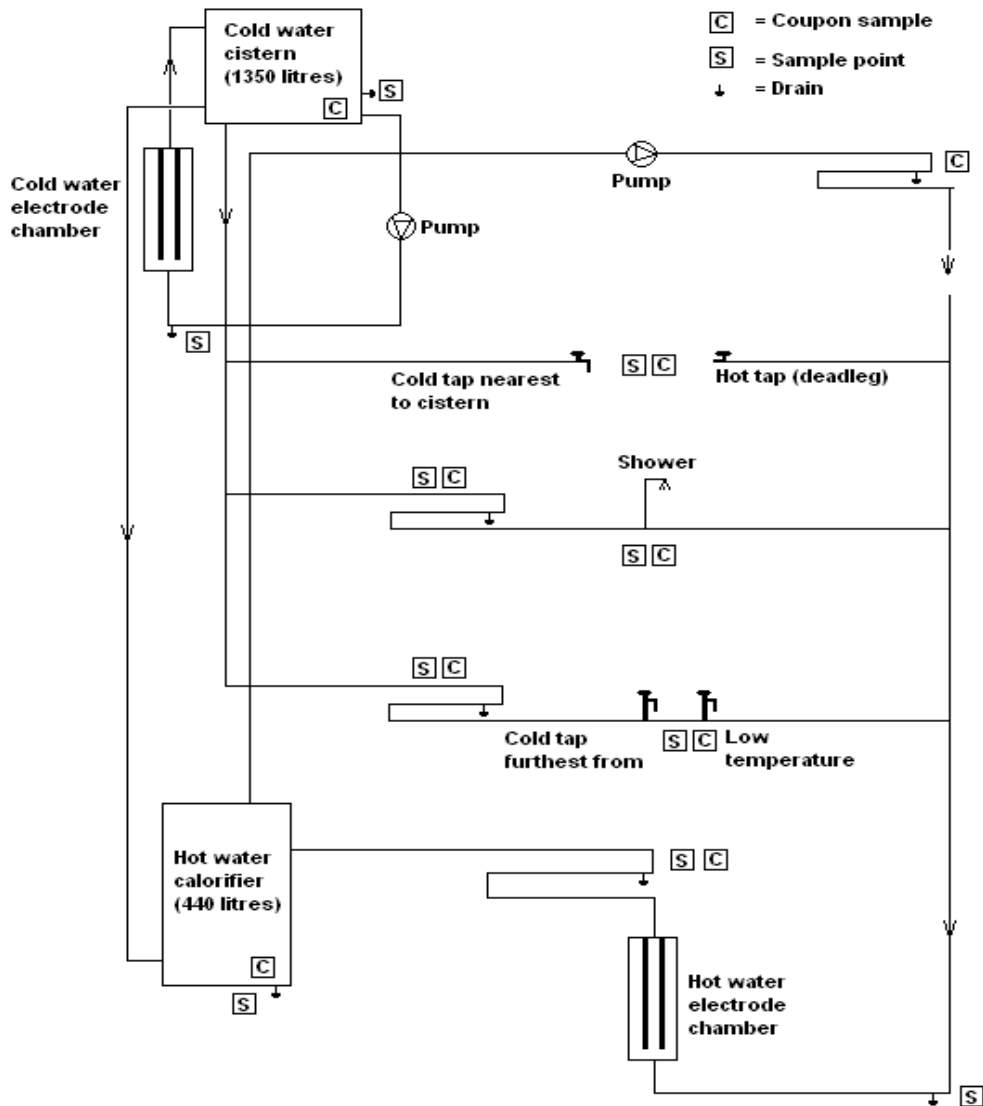 Cold water
cistern
(1350 litres)
C
S
C = Coupon sample
S = Sample point
= Drain
Cold water
electrode
chamber
Pump
Pump
C
S
Cold tap nearest
to cistern
S C
Hot tap (deadleg)
S C
Shower
S C
S C
Cold tap
furthest from
S C Low
temperature
Hot water
calorifier
(440 litres)
C
S
S C
Hot water
electrode
chamber
S